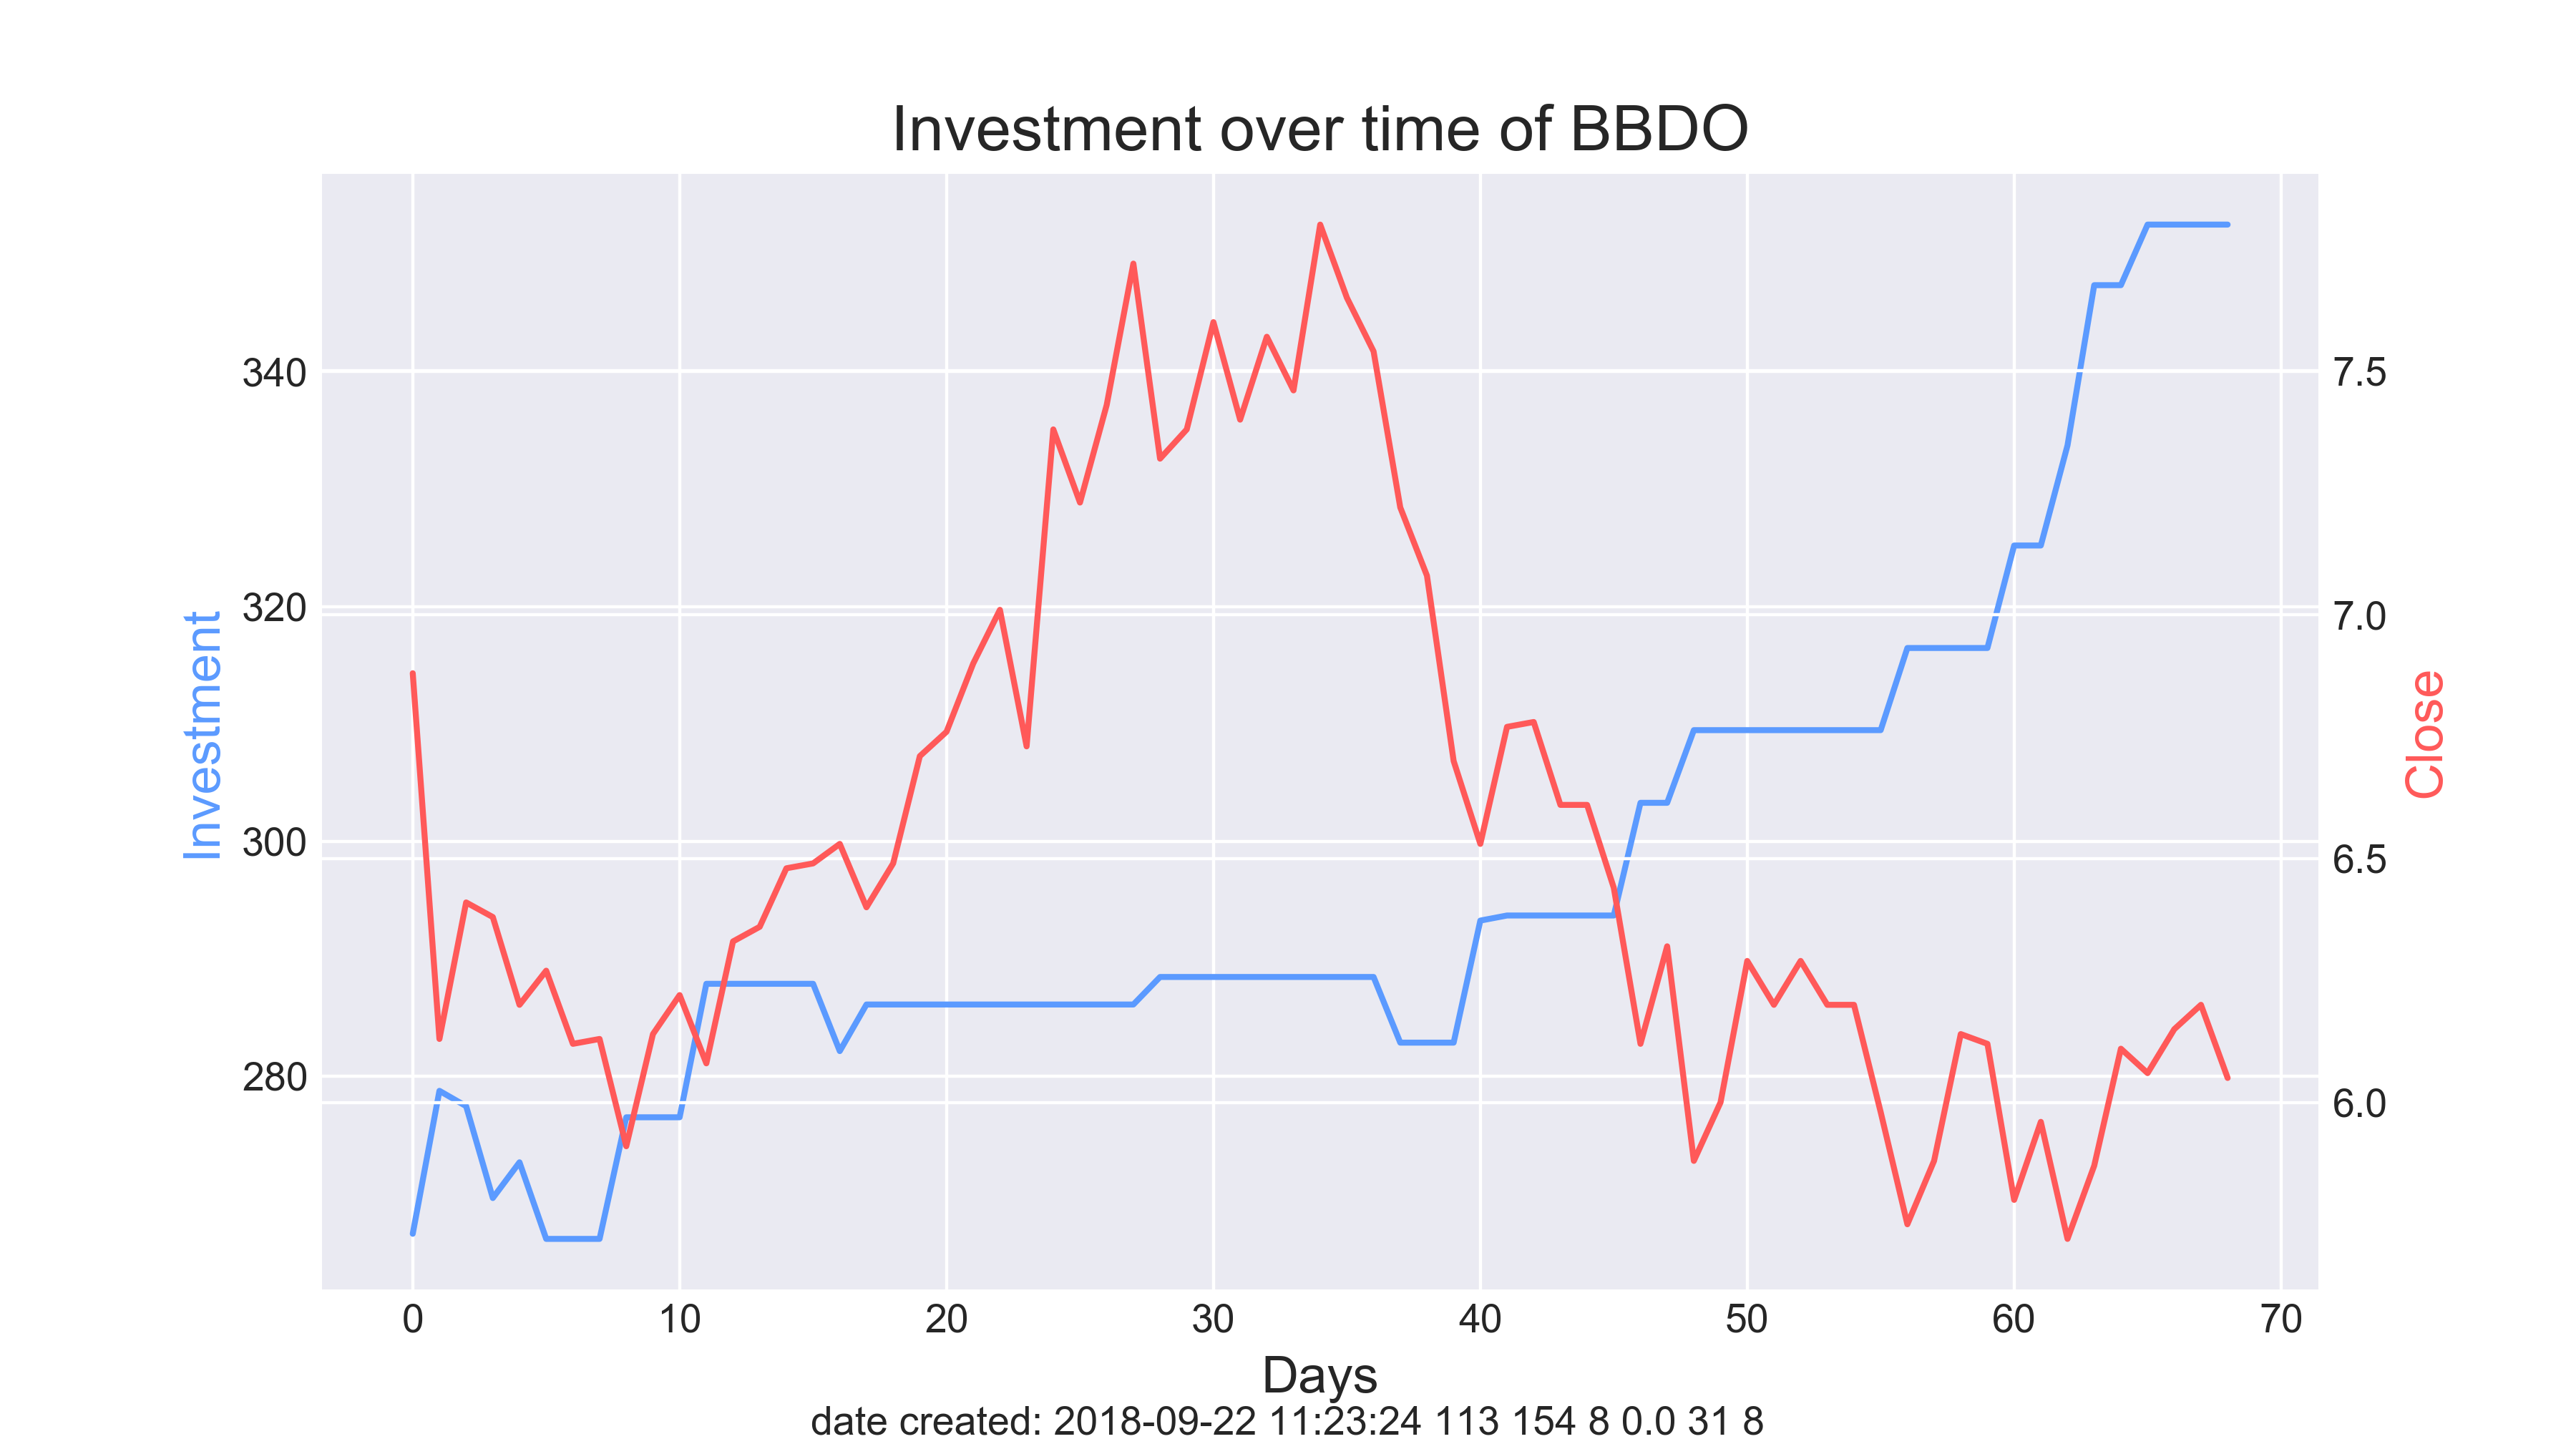 Investment over time of BBDO
340
320
300
280
Investment
7.5
7.0
6.5
6.0
Close
0 10 20 30 40 50 60 70
Days
date created: 2018-09-22 11:23:24 113 154 8 0.0 31 8